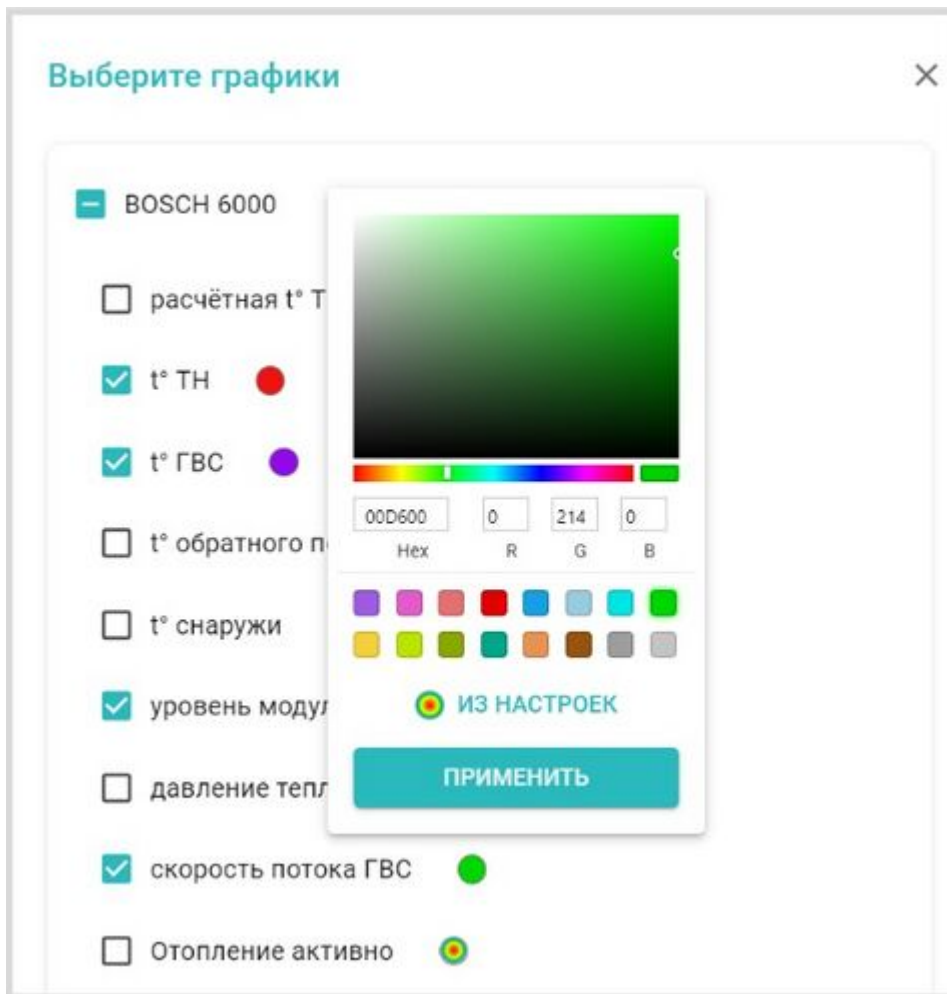 Выберите графики
BOSCH 6000
расчётная t° Т
t° ТН
t° ГВС
t° обратного п
t° снаружи
уровень модул
давление тепл
скорость потока ГВС
Отопление активно
00D600 0 214 0
Hex R G B
ИЗ НАСТРОЕК
ПРИМЕНИТЬ